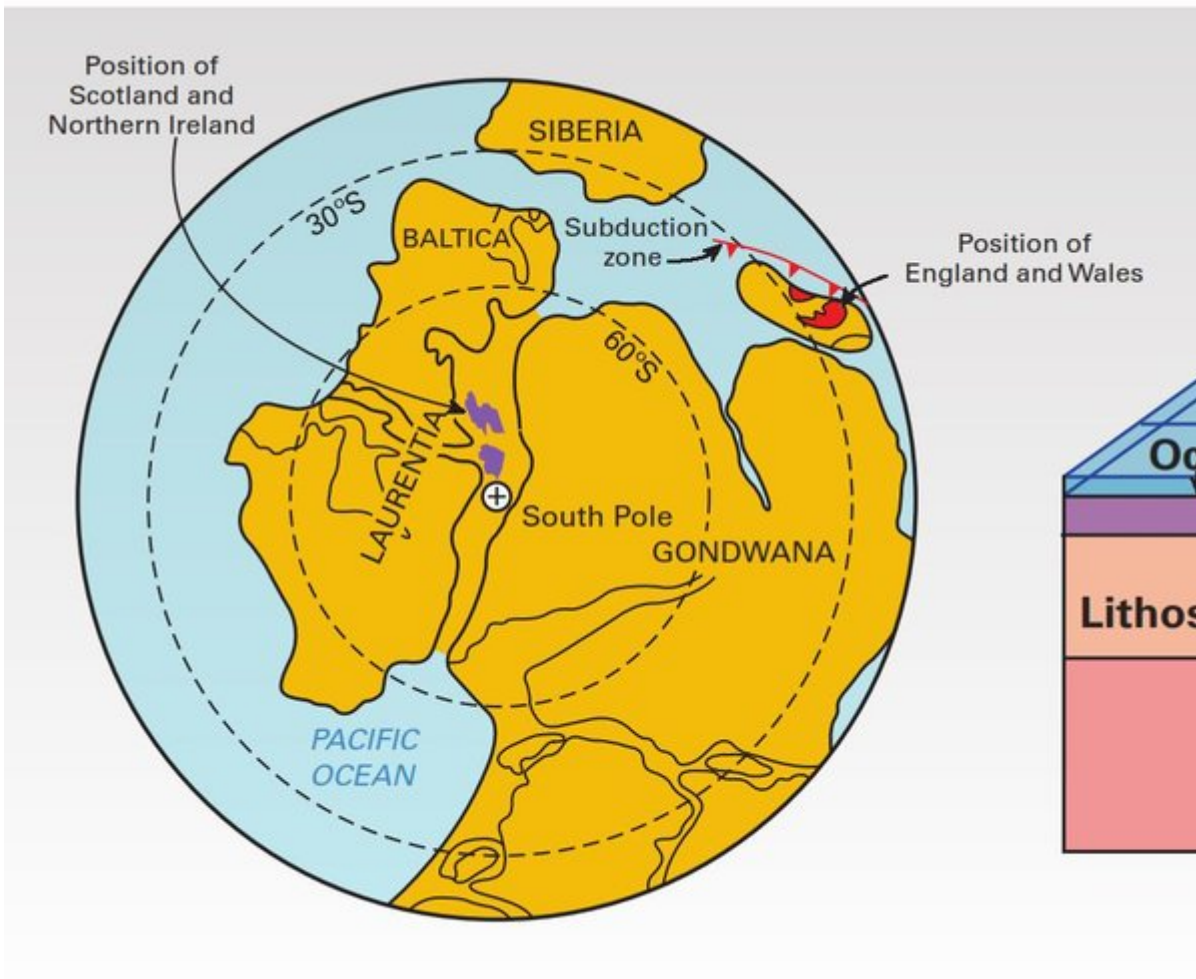 Position of
Scotland and
Northern Ireland
SIBERIA
30°S
BALTICA
Subduction
zone
Position of
England and Wales
60°S
LAURENTIA
South Pole
GONDWANA
PACIFIC
OCEAN
Lithos